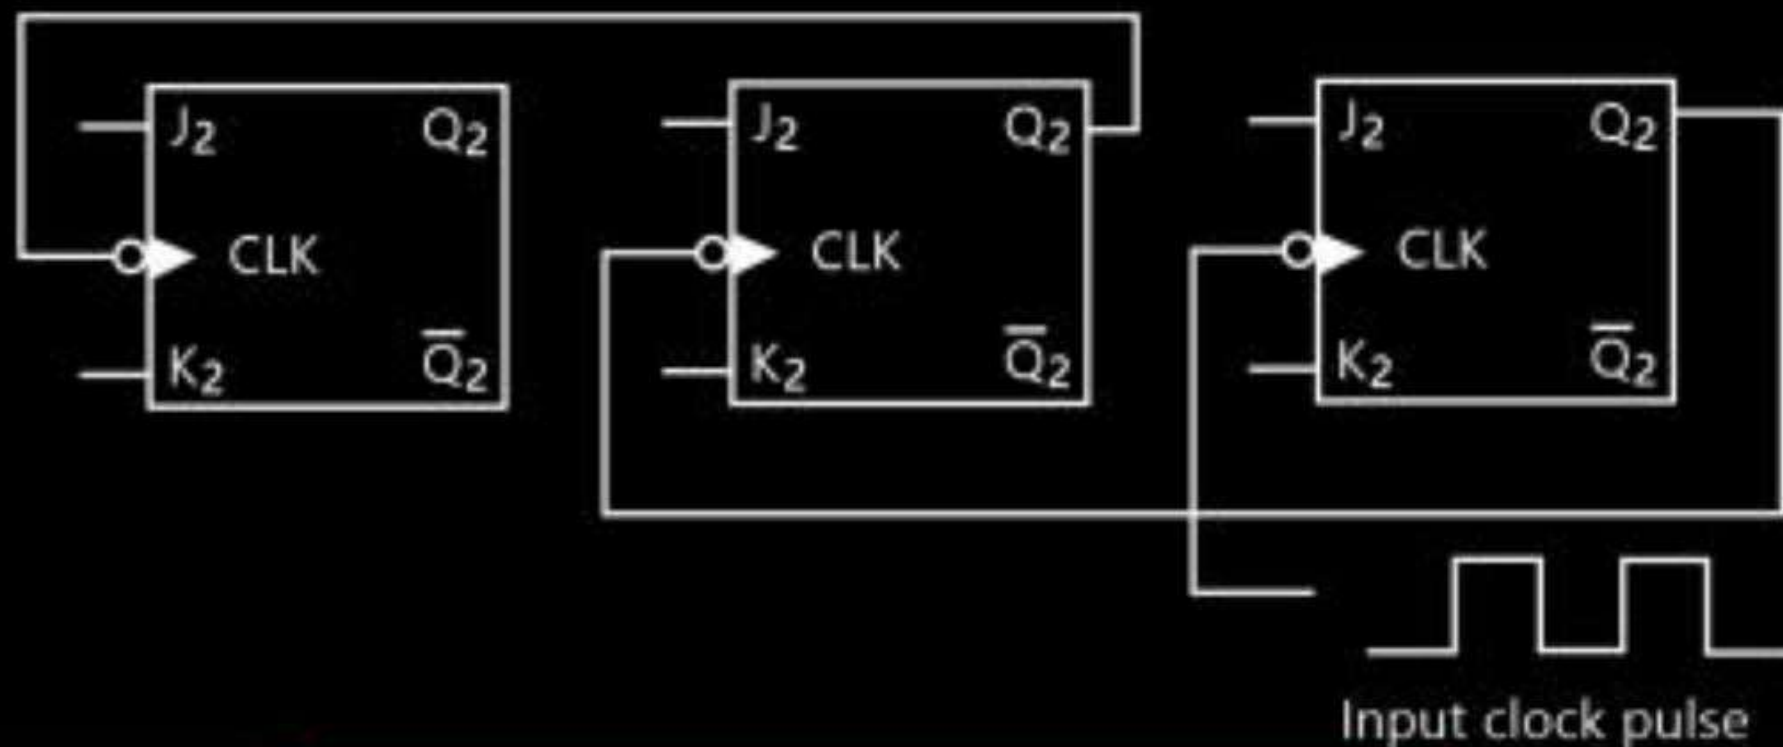 J₂ Q₂ J₂ Q₂ J₂ Q₂
CLK CLK CLK
K₂ Q̅₂ K₂ Q̅₂ K₂ Q̅₂
Input clock pulse